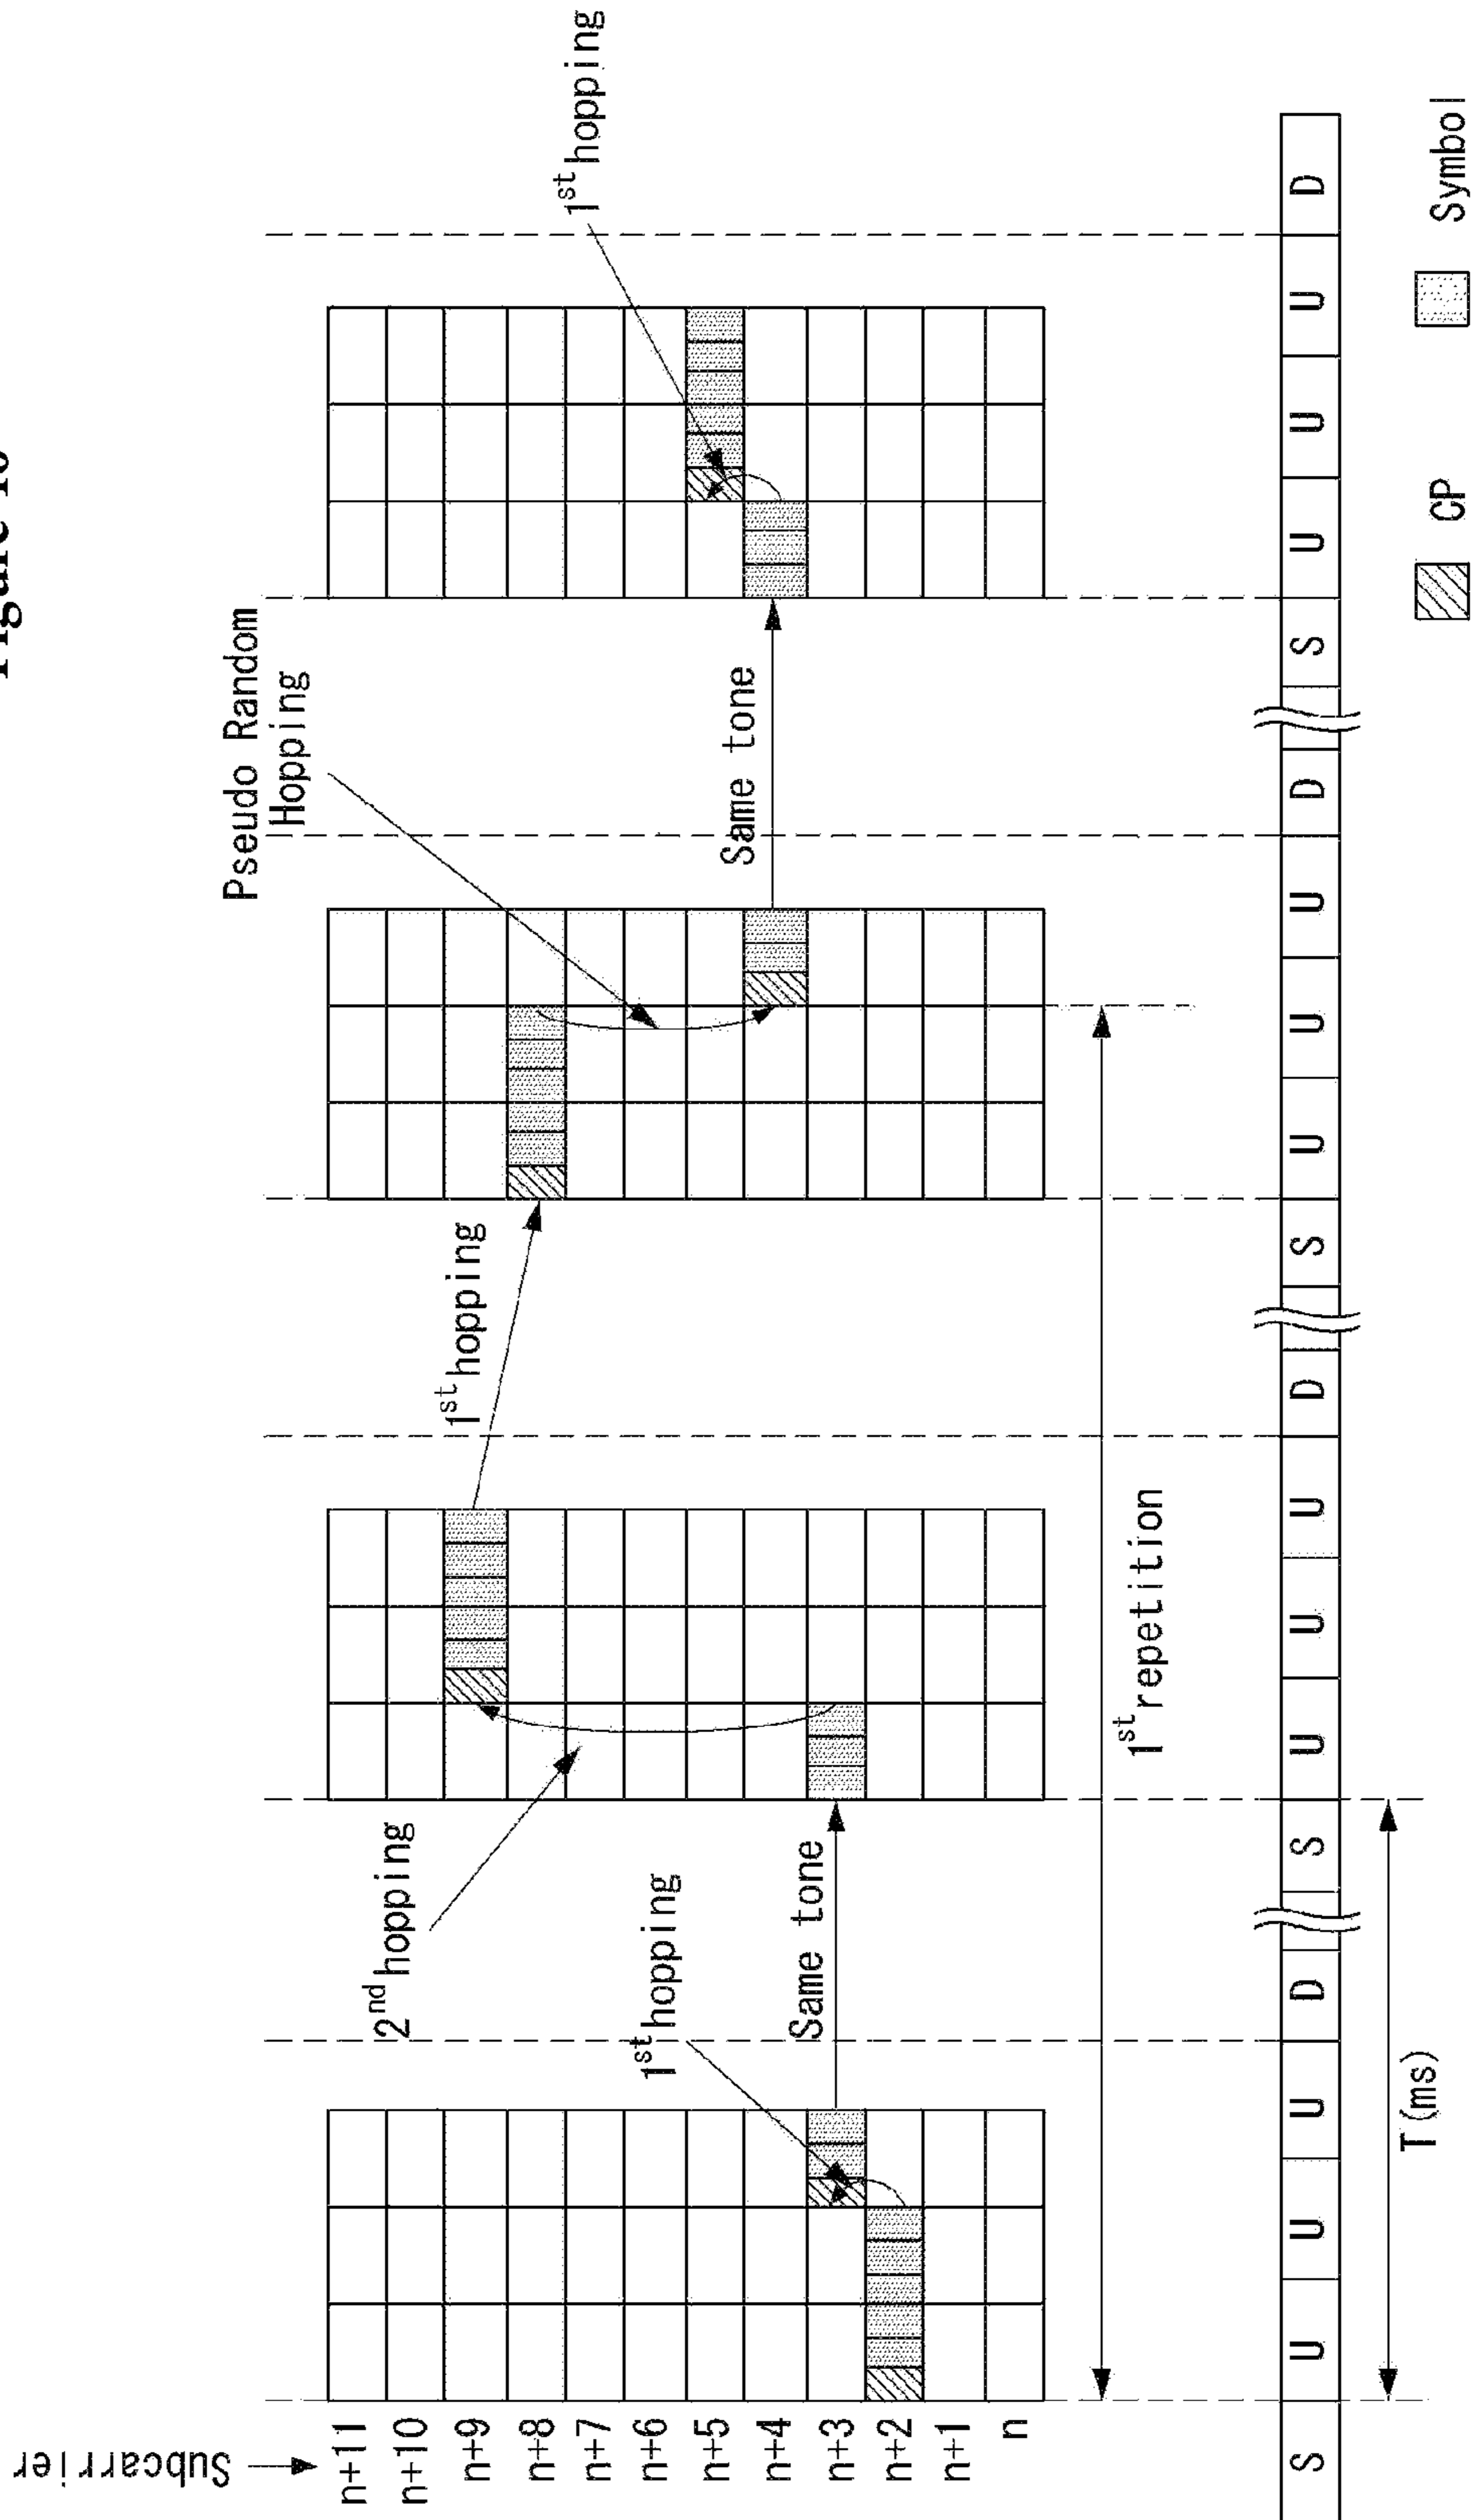 Figure
Subcarrier
Pseudo Random
Hopping
2nd hopping
1st hopping
1st hopping
1st hopping
Same tone
Same tone
n+11
n+10
n+9
n+8
n+7
n+6
n+5
n+4
n+3
n+2
n+1
n
1st repetition
S U U U D S U U U D S U U U D S U U U D
T(ms)
CP
Symbol